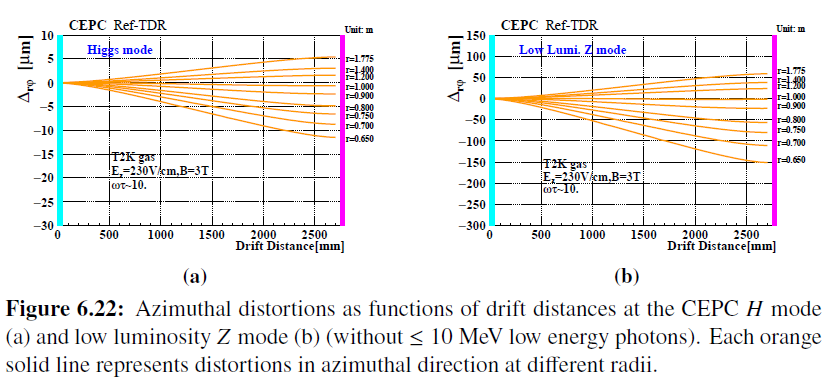 CEPC Ref-TDR
Unit: m
Higgs mode
Δrφ [μm]
10
5
0
−5
−10
−15
−20
−25
−30
r=1.775
r=1.400
r=1.200
r=1.000
r=0.900
r=0.800
r=0.750
r=0.700
r=0.650
T2K gas
Ez=230V/cm,B=3T
ωτ~10.
0 500 1000 1500 2000 2500
Drift Distance[mm]
(a)
CEPC Ref-TDR
Unit: m
Low Lumi. Z mode
Δrφ [μm]
150
100
50
0
−50
−100
−150
−200
−250
−300
r=1.775
r=1.400
r=1.200
r=1.000
r=0.900
r=0.800
r=0.750
r=0.700
r=0.650
T2K gas
Ez=230V/cm,B=3T
ωτ~10.
0 500 1000 1500 2000 2500
Drift Distance[mm]
(b)
Figure 6.22: Azimuthal distortions as functions of drift distances at the CEPC H mode
(a) and low luminosity Z mode (b) (without ≤ 10 MeV low energy photons). Each orange
solid line represents distortions in azimuthal direction at different radii.